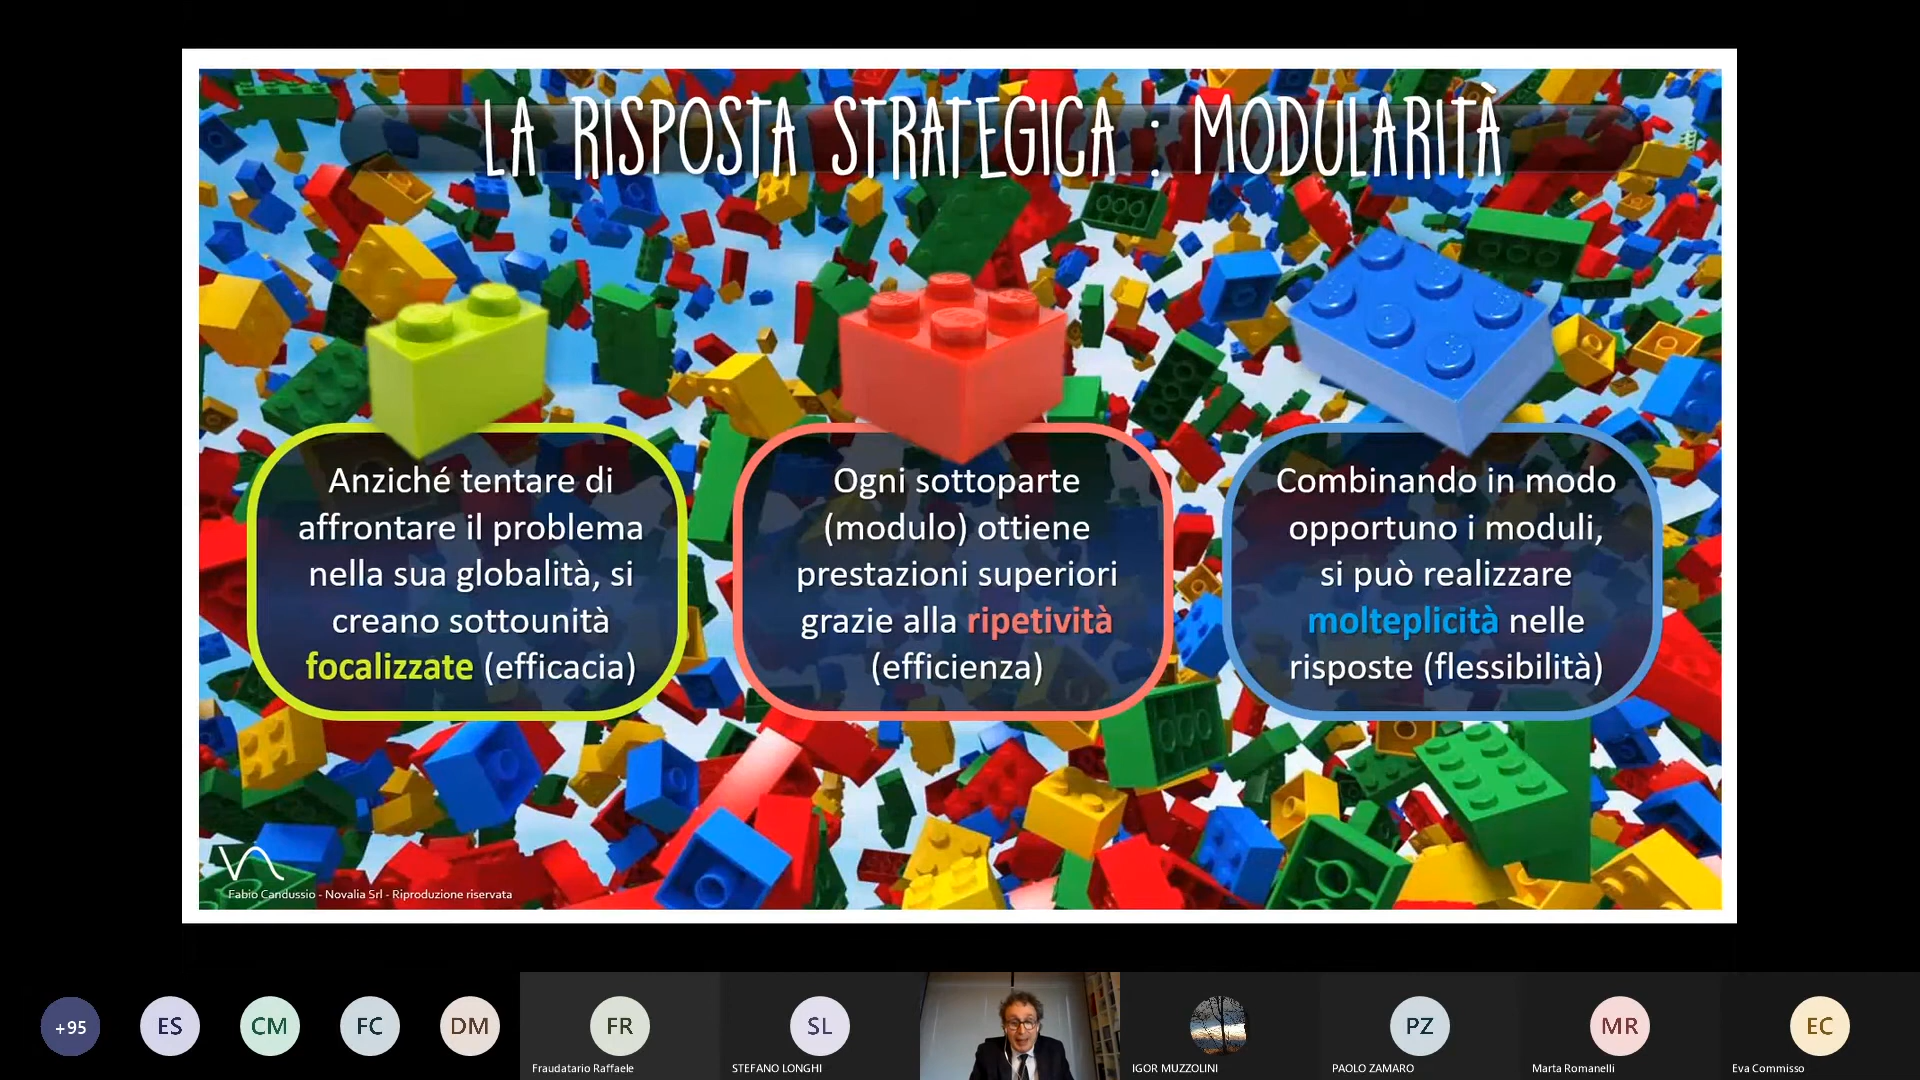 LA RISPOSTA STRATEGICA : MODULARITÀ
Anziché tentare di
affrontare il problema
nella sua globalità, si
creano sottounità
focalizzate (efficacia)
Ogni sottoparte
(modulo) ottiene
prestazioni superiori
grazie alla ripetività
(efficienza)
Combinando in modo
opportuno i moduli,
si può realizzare
molteplicità nelle
risposte (flessibilità)
Fabio Candussio - Novalia Srl - Riproduzione riservata
+95
ES
CM
FC
DM
FR
Fraudatario Raffaele
SL
STEFANO LONGHI
IGOR MUZZOLINI
PZ
PAOLO ZAMARO
MR
Marta Romanelli
EC
Eva Commisso